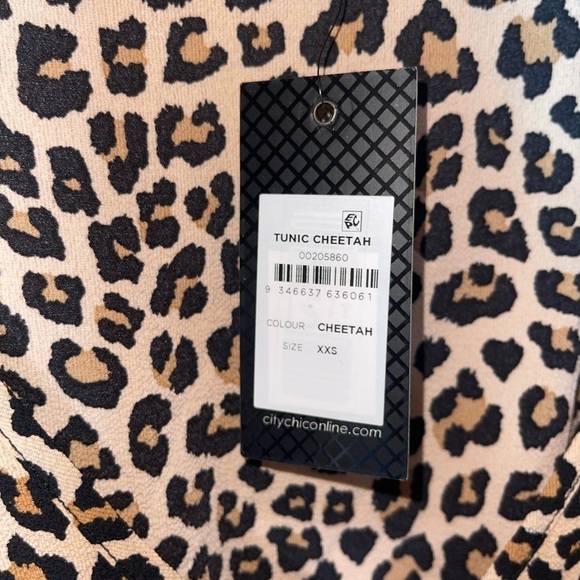 TUNIC CHEETAH
00205860
9 346637 636061
COLOUR CHEETAH
SIZE XXS
citychiconline.com